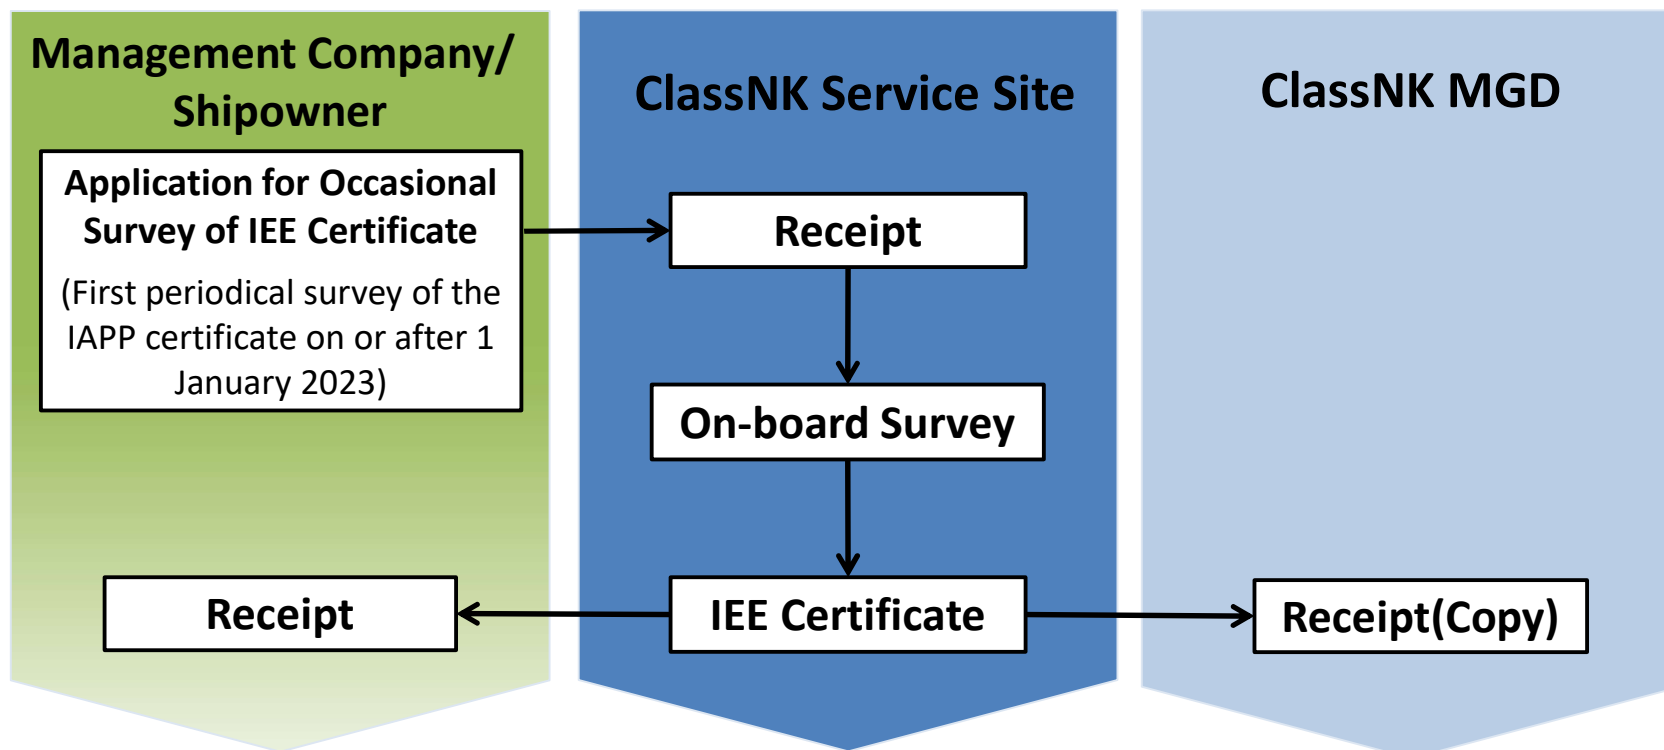 Management Company/
Shipowner
Application for Occasional
Survey of IEE Certificate
(First periodical survey of the
IAPP certificate on or after 1
January 2023)
Receipt
ClassNK Service Site
Receipt
On-board Survey
IEE Certificate
ClassNK MGD
Receipt(Copy)